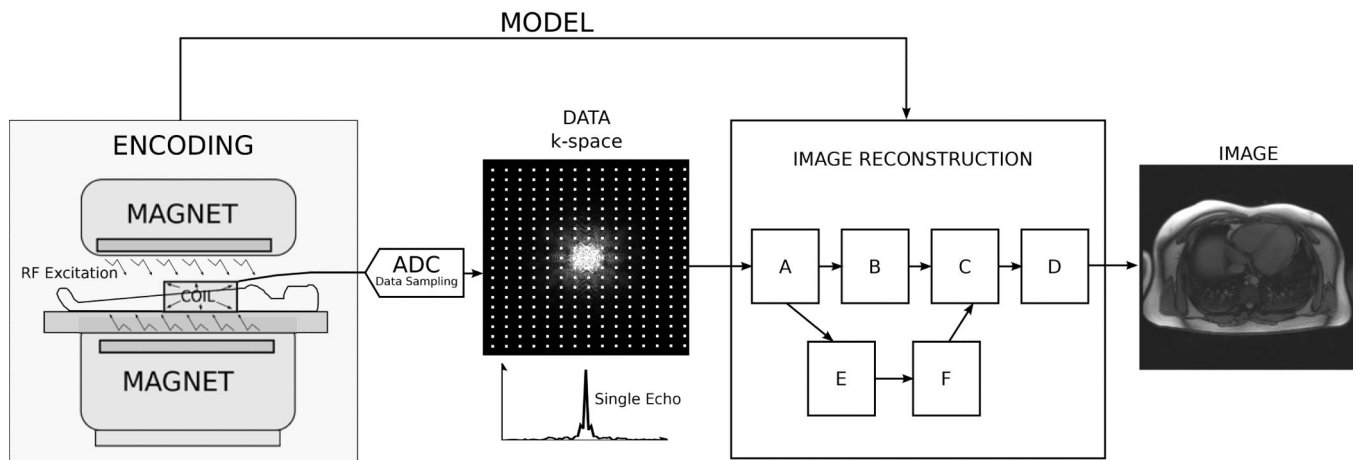 MODEL
ENCODING
MAGNET
RF Excitation
COIL
MAGNET
ADC
Data Sampling
DATA
k-space
Single Echo
IMAGE RECONSTRUCTION
A
B
C
D
E
F
IMAGE